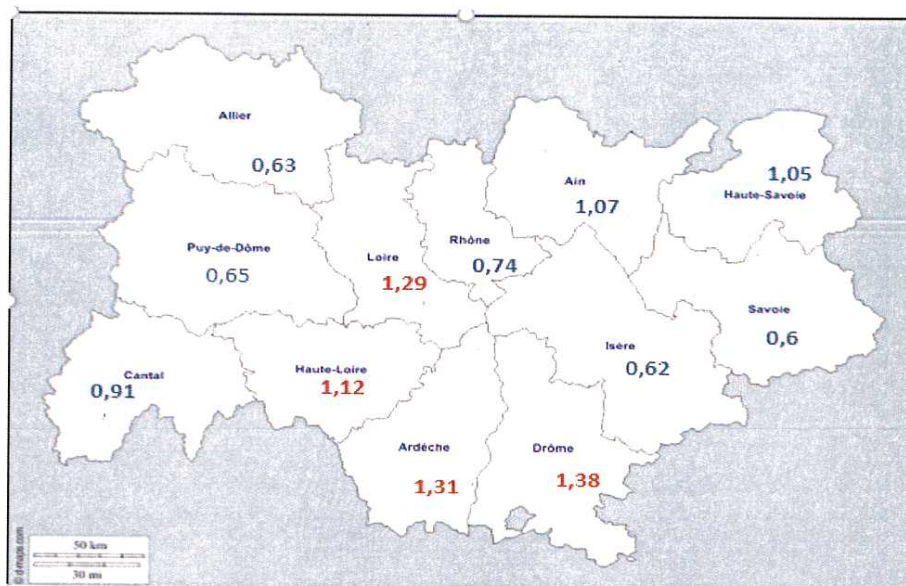 Allier
0,63
Ain
1,07
1,05
Haute-Savoie
Puy-de-Dôme
0,65
Loire
1,29
Rhône
0,74
Savoie
0,6
Isère
0,62
Cantal
0,91
Haute-Loire
1,12
Ardèche
1,31
Drôme
1,38
50 km
30 mi
© d-maps.com